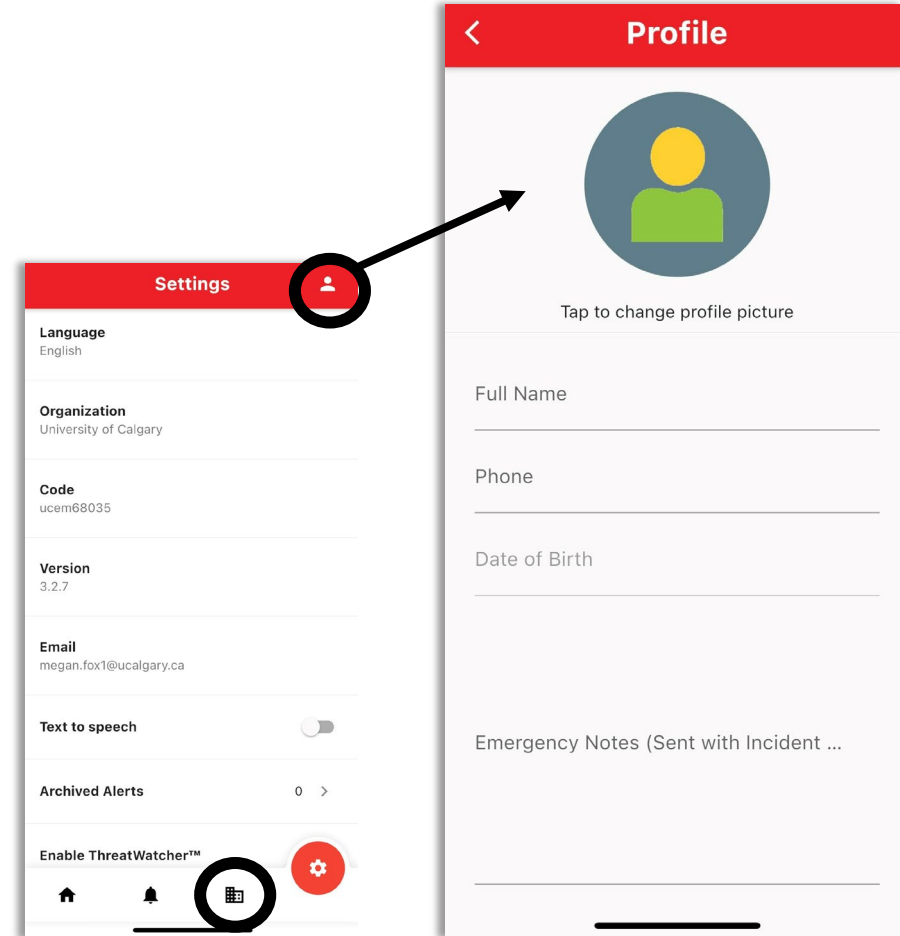 Settings
Language
English
Organization
University of Calgary
Code
ucem68035
Version
3.2.7
Email
megan.fox1@ucalgary.ca
Text to speech
Archived Alerts 0
Enable ThreatWatcher™
Profile
Tap to change profile picture
Full Name
Phone
Date of Birth
Emergency Notes (Sent with Incident ...